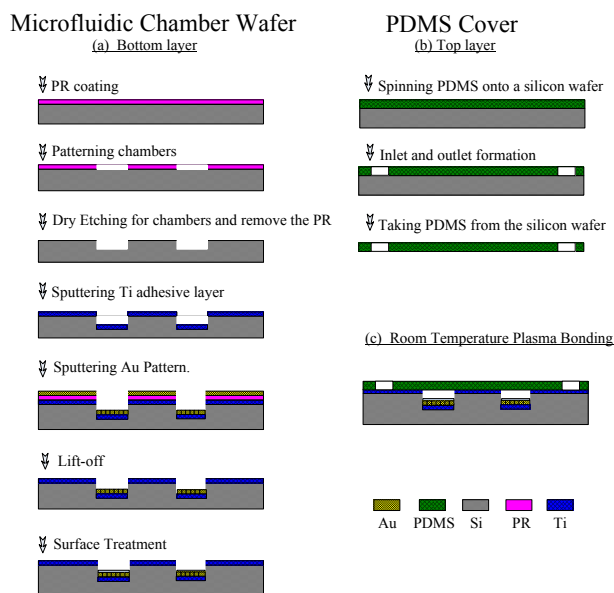 Microfluidic Chamber Wafer
(a) Bottom layer
PR coating
Patterning chambers
Dry Etching for chambers and remove the PR
Sputtering Ti adhesive layer
Sputtering Au Pattern.
Lift-off
Surface Treatment
PDMS Cover
(b) Top layer
Spinning PDMS onto a silicon wafer
Inlet and outlet formation
Taking PDMS from the silicon wafer
(c) Room Temperature Plasma Bonding
Au PDMS Si PR Ti